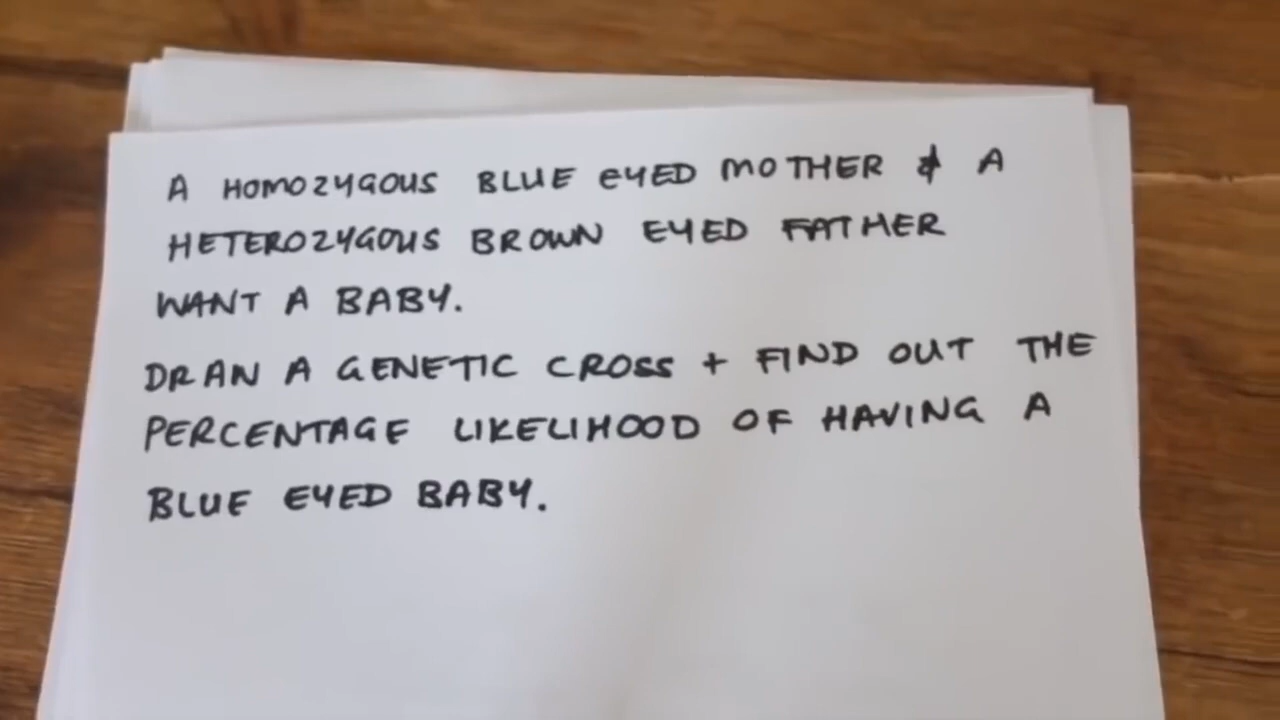 A HOMOZYGOUS BLUE EYED MOTHER & A
HETEROZYGOUS BROWN EYED FATHER
WANT A BABY.
DRAN A GENETIC CROSS + FIND OUT THE
PERCENTAGE LIKELIHOOD OF HAVING A
BLUE EYED BABY.